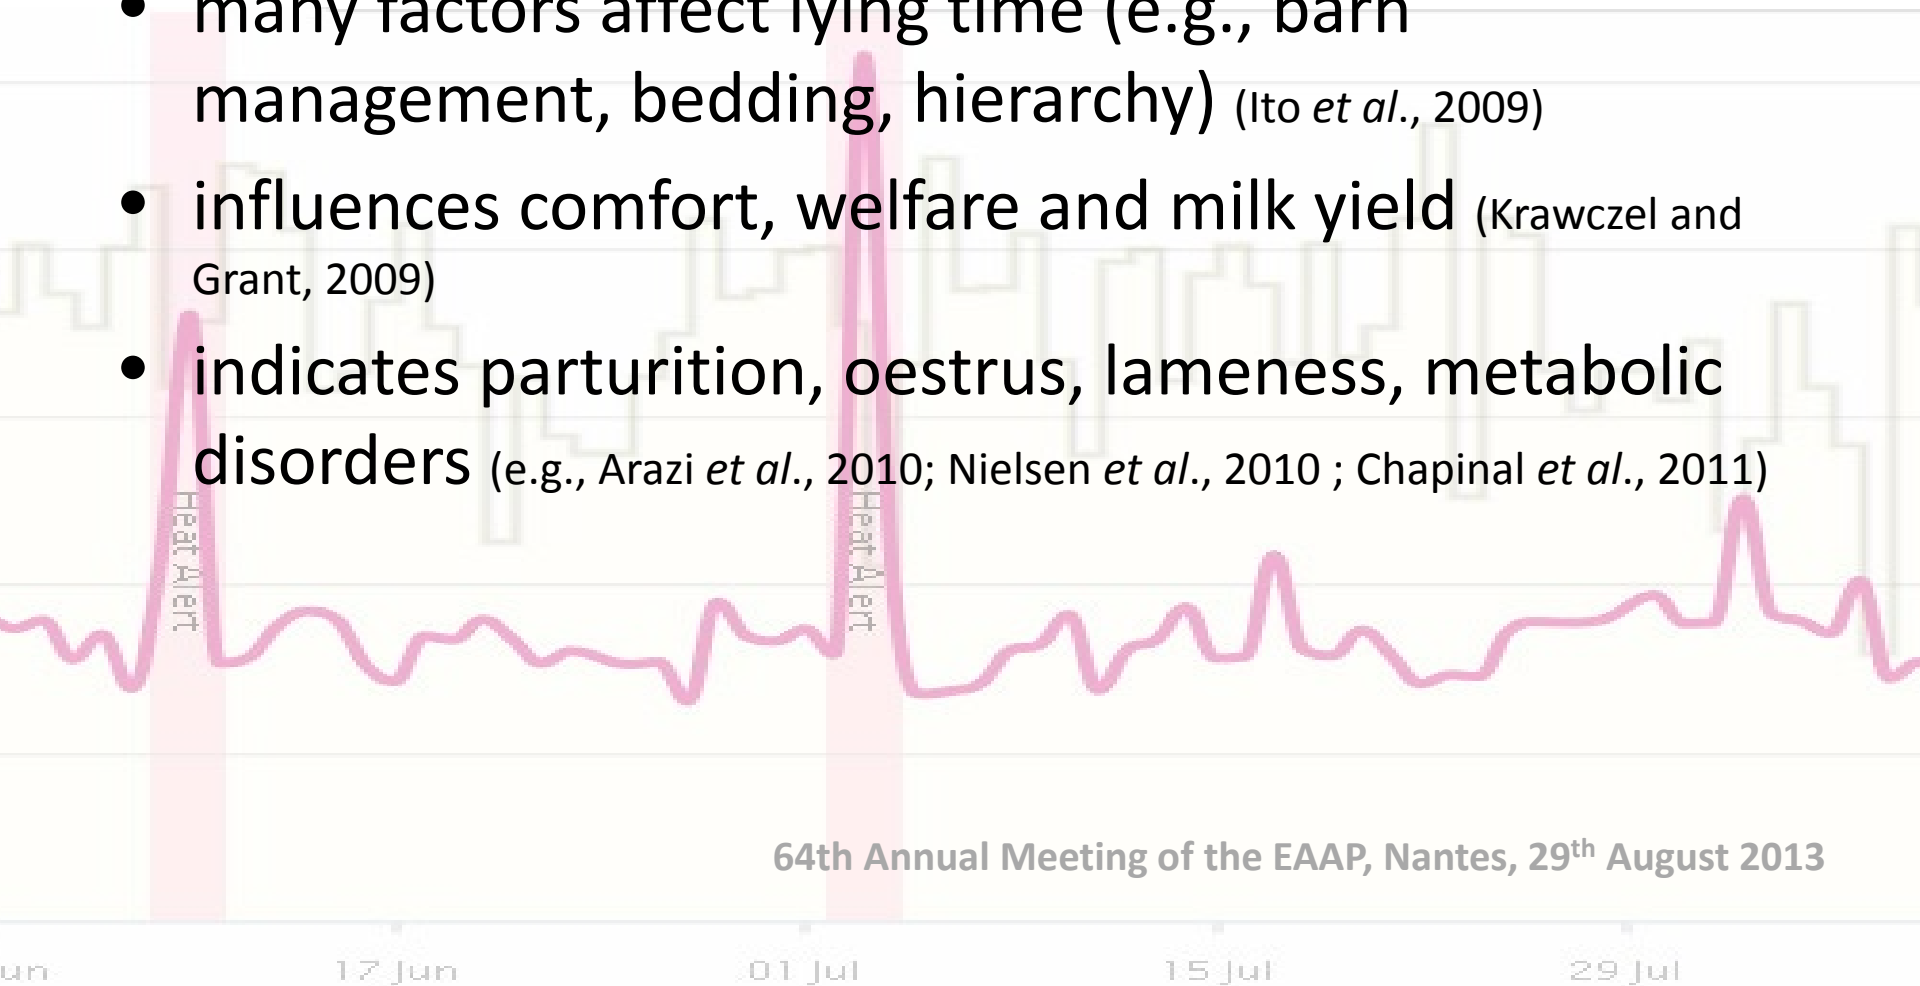 • many factors affect lying time (e.g., barn
management, bedding, hierarchy) (Ito et al., 2009)
• influences comfort, welfare and milk yield (Krawczel and
Grant, 2009)
• indicates parturition, oestrus, lameness, metabolic
disorders (e.g., Arazi et al., 2010; Nielsen et al., 2010 ; Chapinal et al., 2011)
Heat Alert
Heat Alert
64th Annual Meeting of the EAAP, Nantes, 29th August 2013
17 Jun 01 Jul 15 Jul 29 Jul